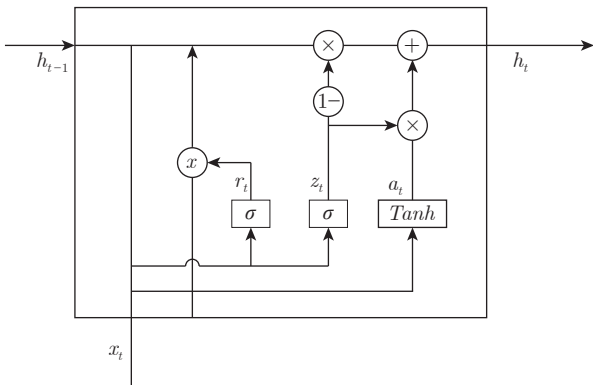 × +
h_{t−1} h_t
1−
×
x
r_t z_t a_t
σ σ Tanh
x_t